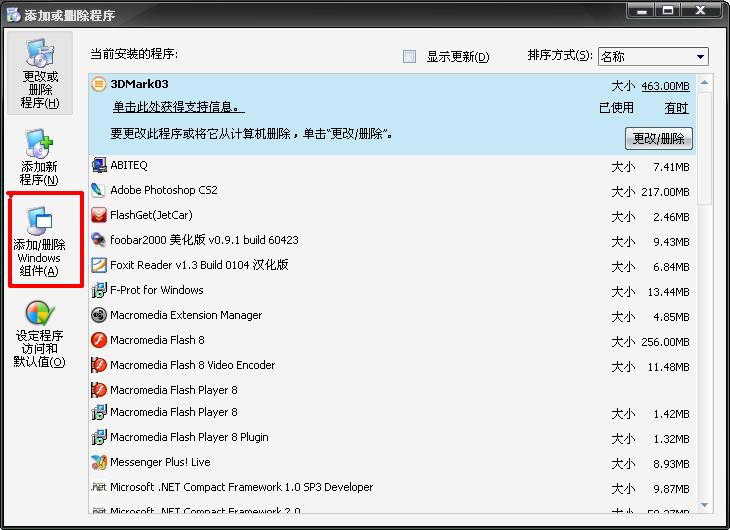 添加或删除程序
更改或
删除
程序(H)
添加新
程序(N)
添加/删除
Windows
组件(A)
设定程序
访问和
默认值(O)
当前安装的程序:
显示更新(D)
排序方式(S): 名称
3DMark03 大小 463.00MB
单击此处获得支持信息。 已使用 有时
要更改此程序或将它从计算机删除，单击“更改/删除”。 更改/删除
ABITEQ 大小 7.41MB
Adobe Photoshop CS2 大小 217.00MB
FlashGet(JetCar) 大小 2.46MB
foobar2000 美化版 v0.9.1 build 60423 大小 9.43MB
Foxit Reader v1.3 Build 0104 汉化版 大小 6.84MB
F-Prot for Windows 大小 13.44MB
Macromedia Extension Manager 大小 4.85MB
Macromedia Flash 8 大小 256.00MB
Macromedia Flash 8 Video Encoder 大小 11.48MB
Macromedia Flash Player 8
Macromedia Flash Player 8 大小 1.42MB
Macromedia Flash Player 8 Plugin 大小 1.32MB
Messenger Plus! Live 大小 8.93MB
Microsoft .NET Compact Framework 1.0 SP3 Developer 大小 9.87MB
Microsoft .NET Compact Framework 2.0 大小